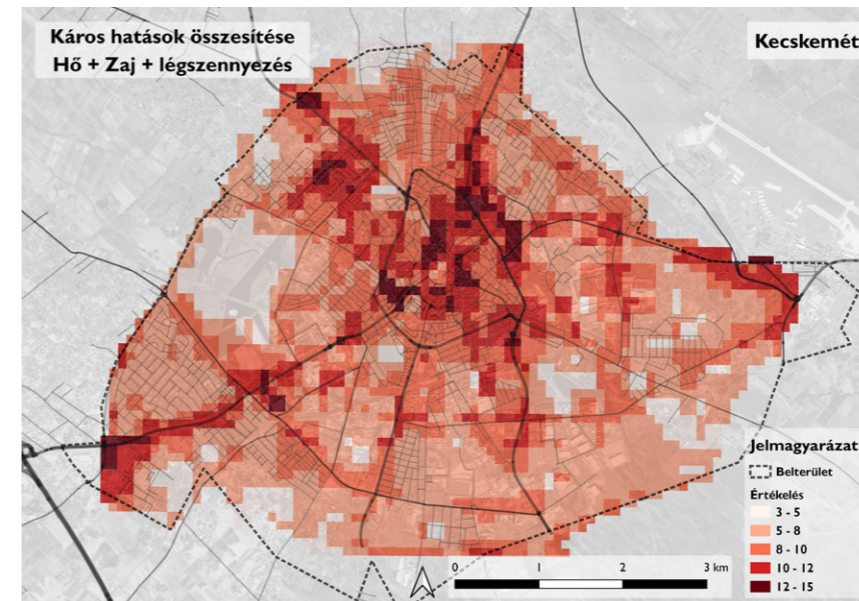 Káros hatások összesítése
Hő + Zaj + légszennyezés
Kecskemét
Jelmagyarázat
Belterület
Értékelés
3 - 5
5 - 8
8 - 10
10 - 12
12 - 15
0 1 2 3 km